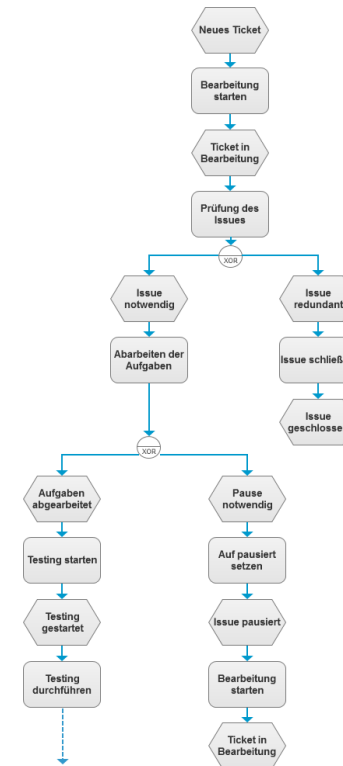 Neues Ticket
Bearbeitung
starten
Ticket in
Bearbeitung
Prüfung des
Issues
XOR
Issue
notwendig
Issue
redundant
Abarbeiten der
Aufgaben
Issue schließ
Issue
geschlosse
XOR
Aufgaben
abgearbeitet
Pause
notwendig
Testing starten
Auf pausiert
setzen
Testing
gestartet
Issue pausiert
Testing
durchführen
Bearbeitung
starten
Ticket in
Bearbeitung